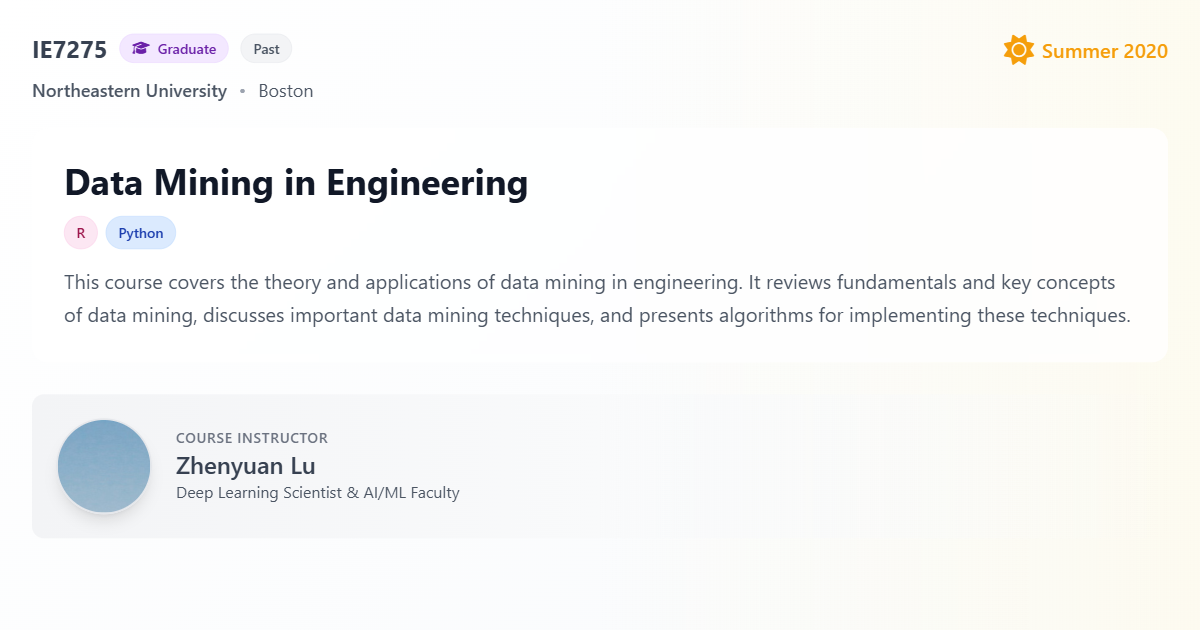 IE7275 Graduate Past Summer 2020
Northeastern University • Boston
Data Mining in Engineering
R Python
This course covers the theory and applications of data mining in engineering. It reviews fundamentals and key concepts
of data mining, discusses important data mining techniques, and presents algorithms for implementing these techniques.
COURSE INSTRUCTOR
Zhenyuan Lu
Deep Learning Scientist & AI/ML Faculty